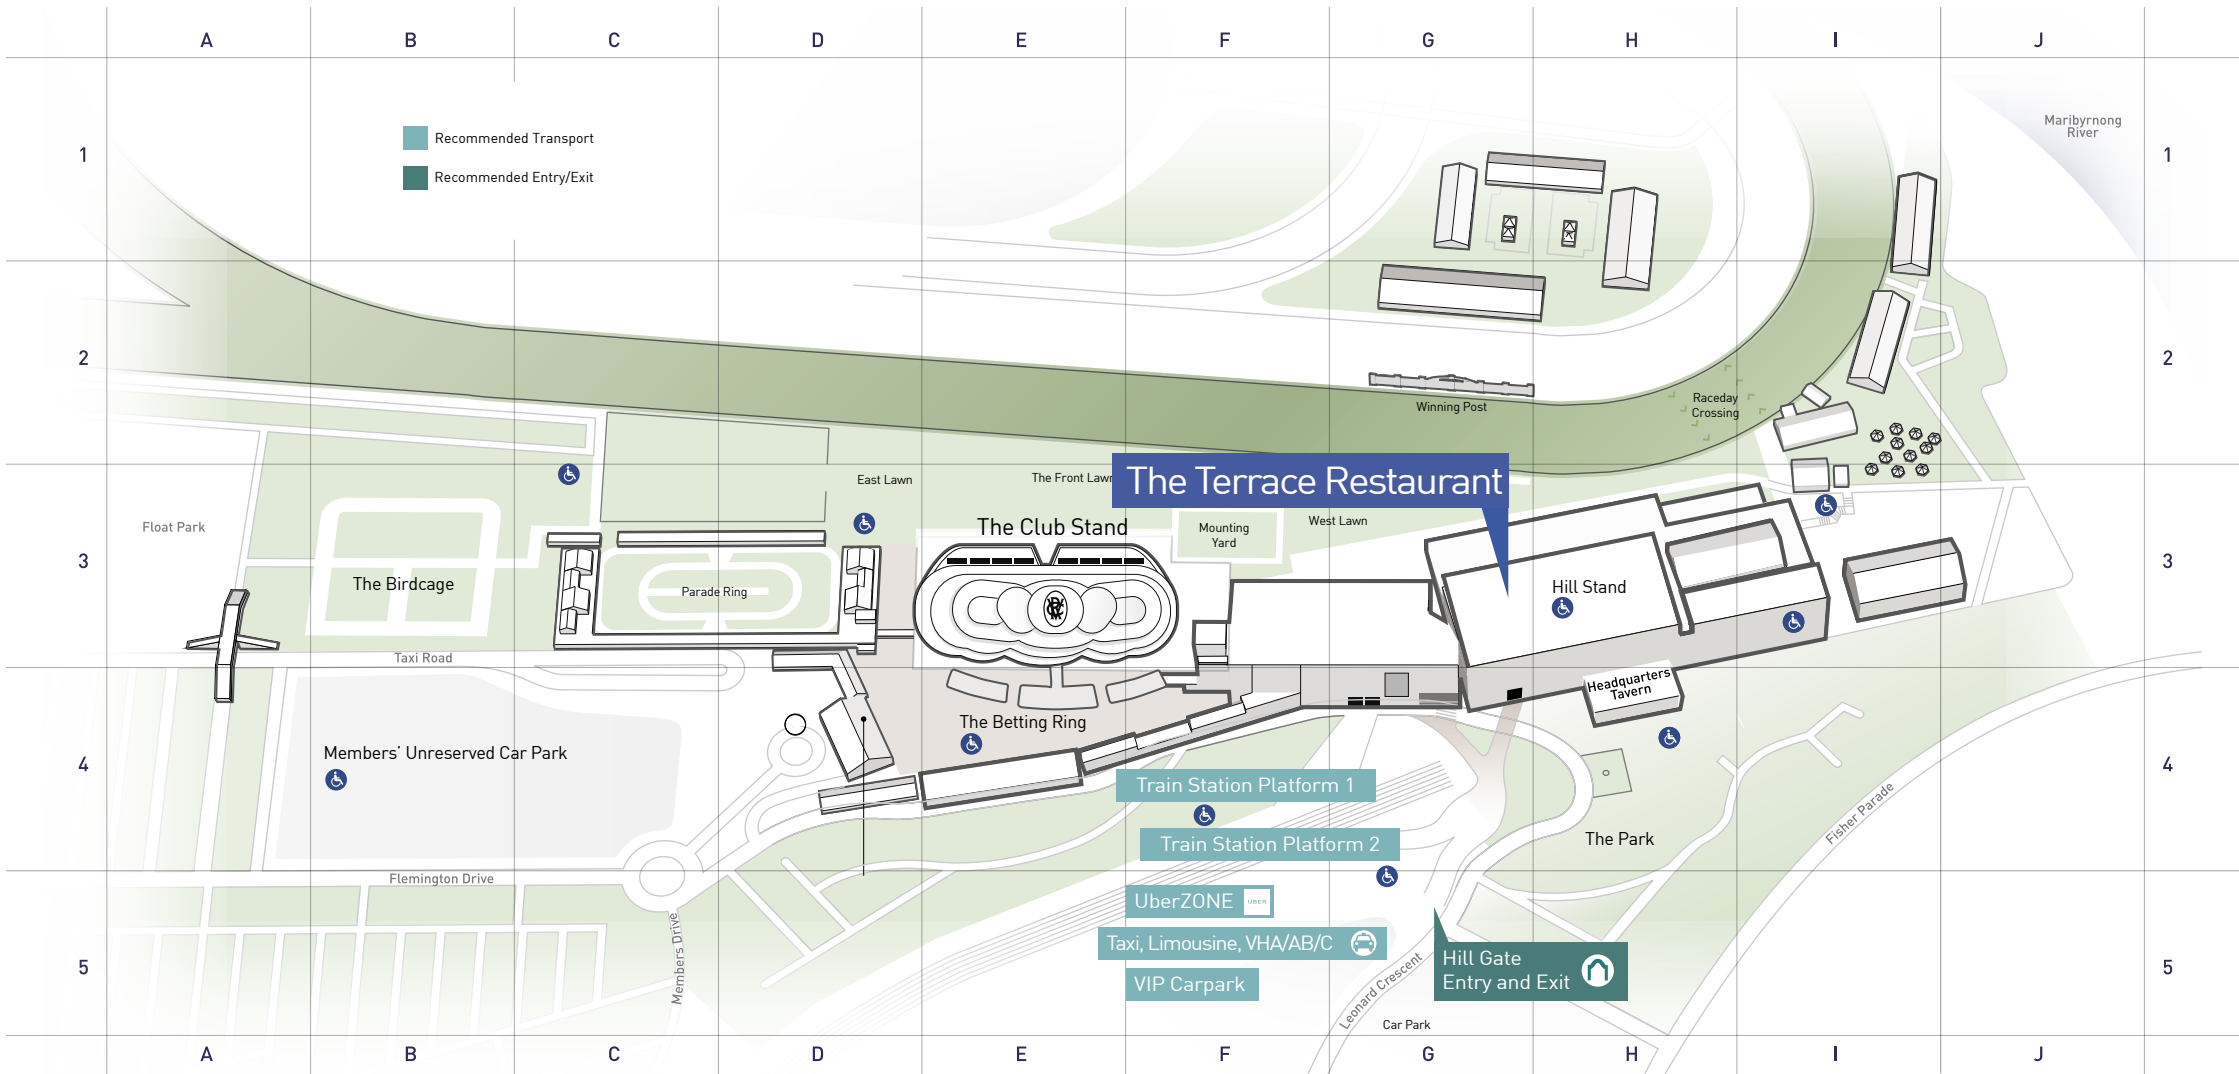 A B C D E F G H I J
Maribyrnong
River
Recommended Transport
1 1
Recommended Entry/Exit
2 2
Raceday
Crossing
Winning Post
East Lawn
The Front Lawn
The Terrace Restaurant
Float Park
The Club Stand
Mounting
Yard
West Lawn
3 3
The Birdcage
Parade Ring
Hill Stand
VRC
Taxi Road
Headquarters
Tavern
The Betting Ring
Members’ Unreserved Car Park
4 4
Train Station Platform 1
Fisher Parade
Train Station Platform 2
The Park
Flemington Drive
UberZONE UBER
Members Drive
Taxi, Limousine, VHA/AB/C
Hill Gate
Entry and Exit
5 5
VIP Carpark
Leonard Crescent
Car Park
A B C D E F G H I J